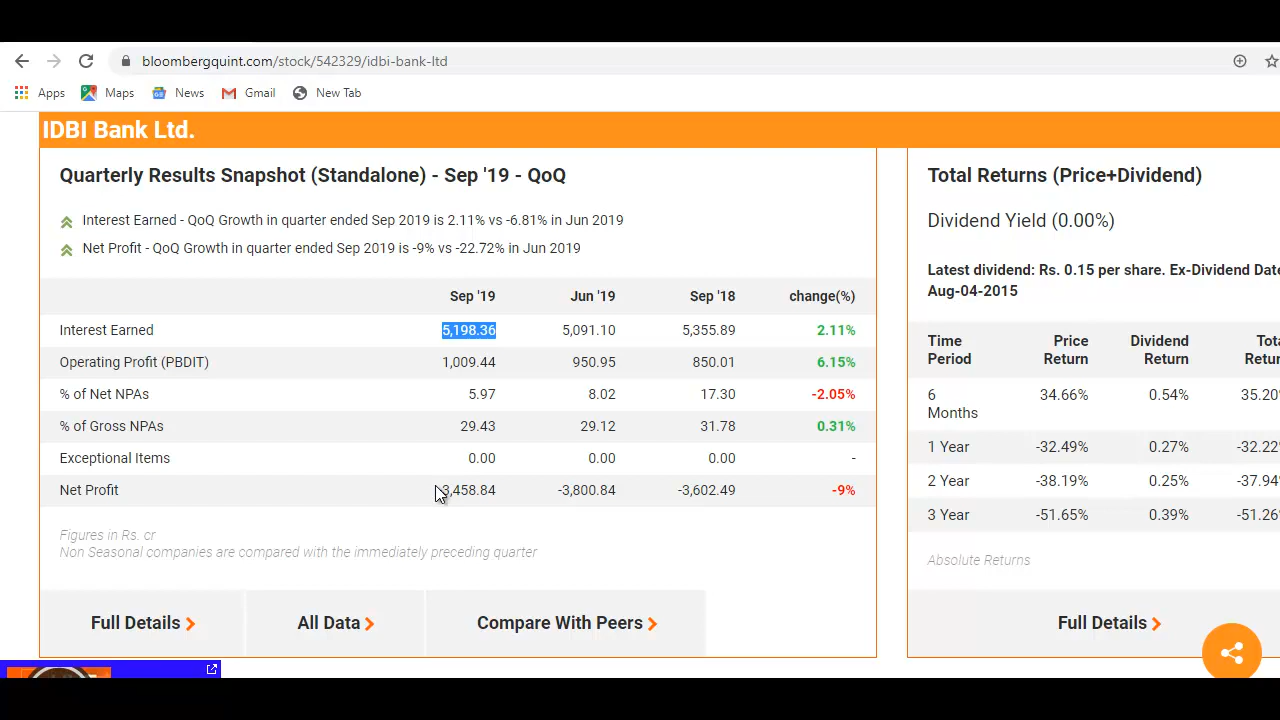 bloombergquint.com/stock/542329/idbi-bank-ltd
Apps Maps News Gmail New Tab
IDBI Bank Ltd.
Quarterly Results Snapshot (Standalone) - Sep '19 - QoQ
Interest Earned - QoQ Growth in quarter ended Sep 2019 is 2.11% vs -6.81% in Jun 2019
Net Profit - QoQ Growth in quarter ended Sep 2019 is -9% vs -22.72% in Jun 2019
Sep '19 Jun '19 Sep '18 change(%)
Interest Earned 5,198.36 5,091.10 5,355.89 2.11%
Operating Profit (PBDIT) 1,009.44 950.95 850.01 6.15%
% of Net NPAs 5.97 8.02 17.30 -2.05%
% of Gross NPAs 29.43 29.12 31.78 0.31%
Exceptional Items 0.00 0.00 0.00 -
Net Profit 3,458.84 -3,800.84 -3,602.49 -9%
Figures in Rs. cr
Non Seasonal companies are compared with the immediately preceding quarter
Full Details All Data Compare With Peers
Total Returns (Price+Dividend)
Dividend Yield (0.00%)
Latest dividend: Rs. 0.15 per share. Ex-Dividend Date
Aug-04-2015
Time Price Dividend
Period Return Return
6 34.66% 0.54% 35.20
Months
1 Year -32.49% 0.27% -32.22
2 Year -38.19% 0.25% -37.94
3 Year -51.65% 0.39% -51.26
Absolute Returns
Full Details